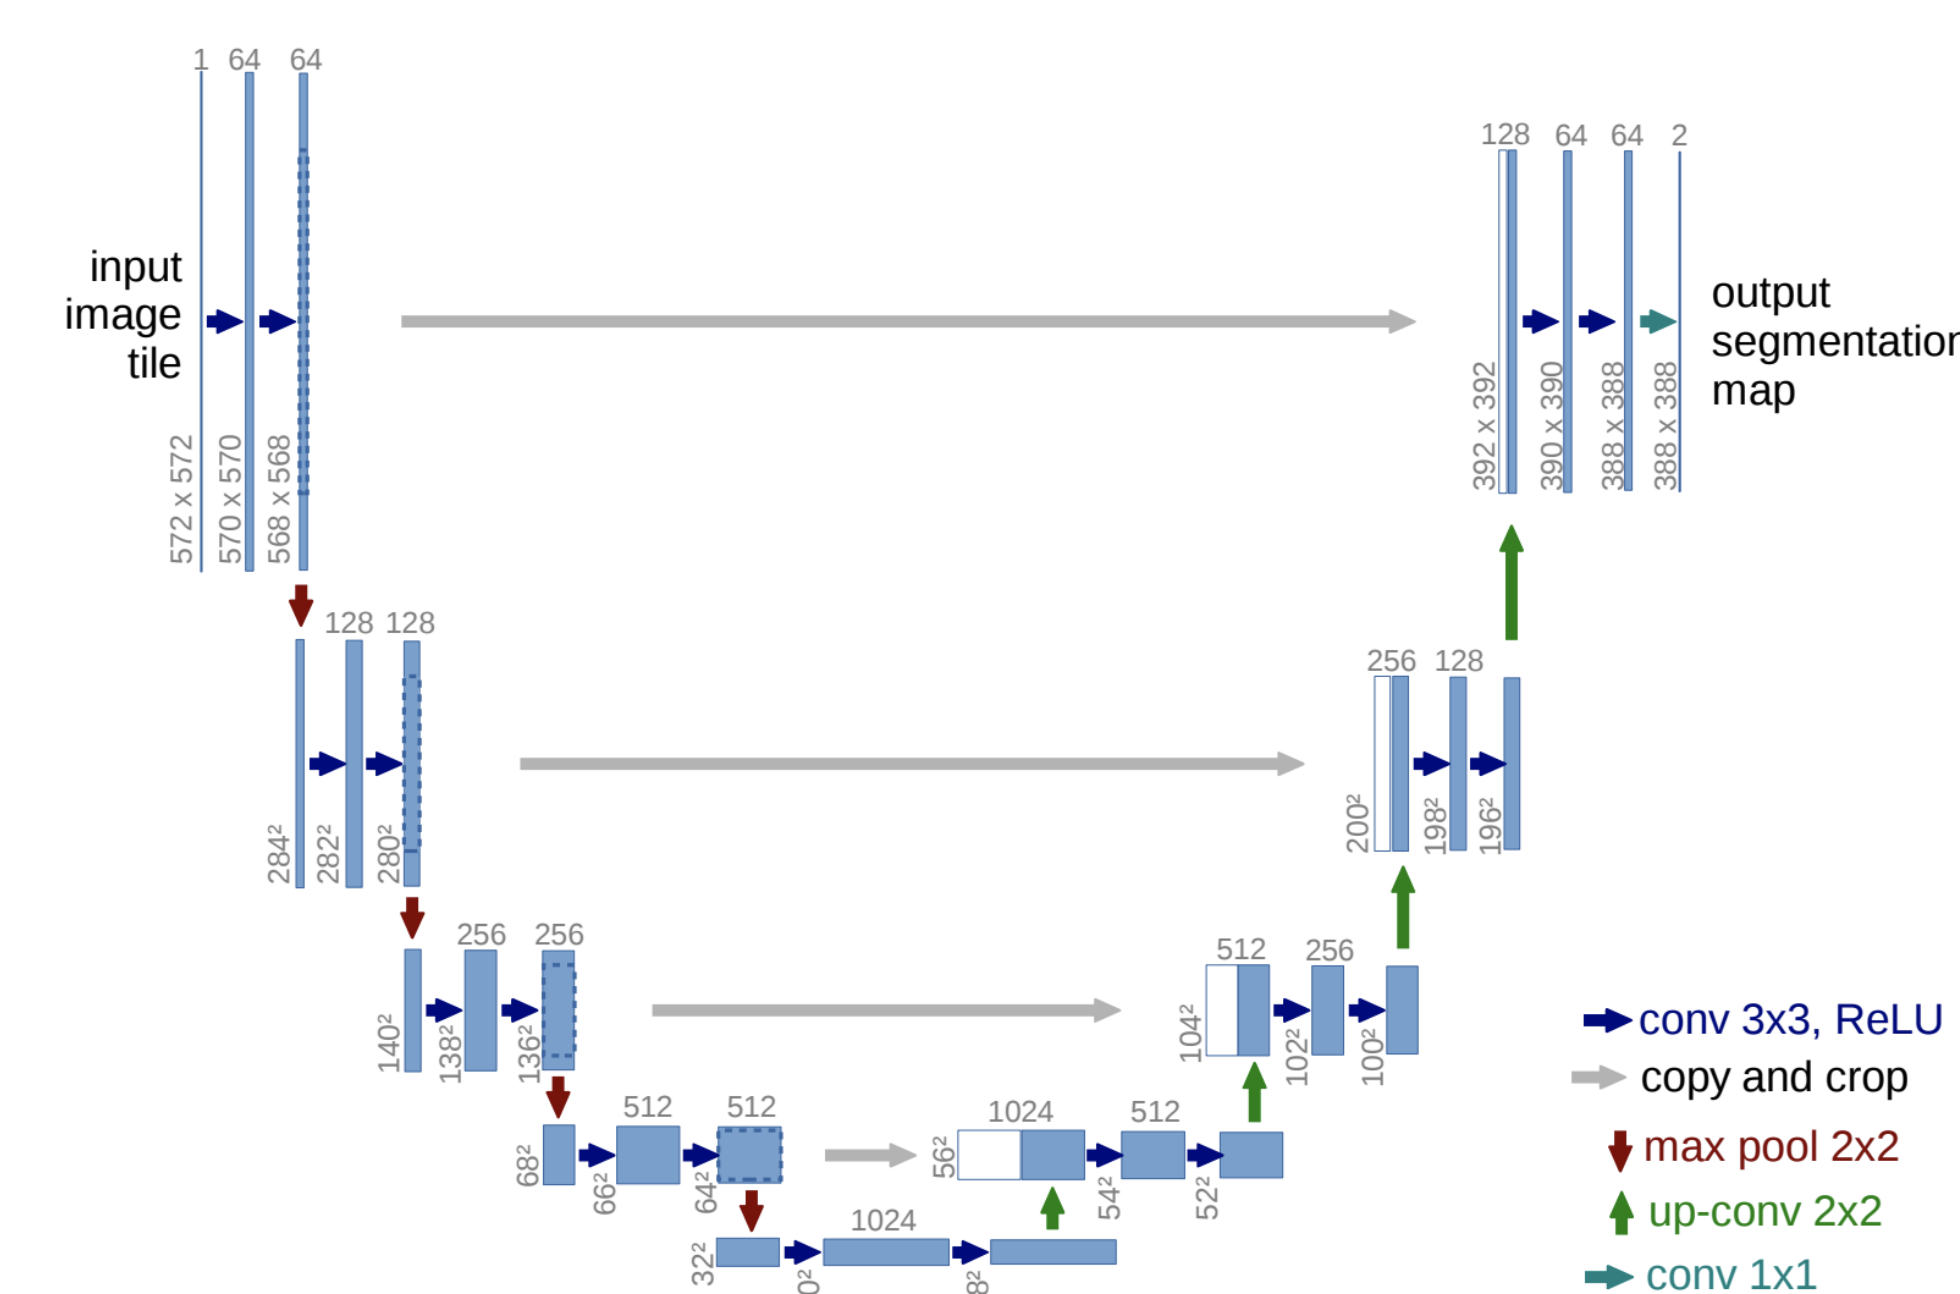 1 64 64
128 64 64 2
input
image
tile
output
segmentation
map
572 x 572
570 x 570
568 x 568
392 x 392
390 x 390
388 x 388
388 x 388
128 128
256 128
284²
282²
280²
200²
198²
196²
256 256
512 256
140²
138²
136²
104²
102²
100²
512 512
1024 512
68²
66²
64²
56²
54²
52²
1024
32²
0²
8²
conv 3x3, ReLU
copy and crop
max pool 2x2
up-conv 2x2
conv 1x1